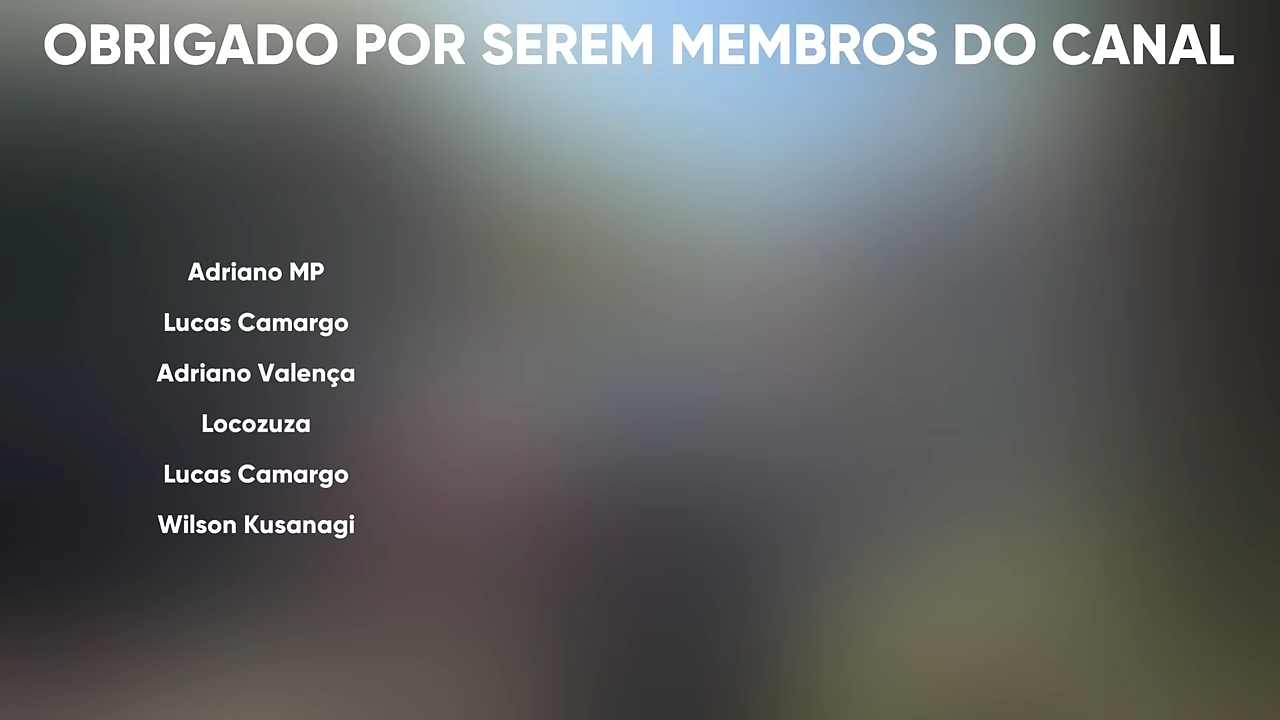 OBRIGADO POR SEREM MEMBROS DO CANAL
Adriano MP
Lucas Camargo
Adriano Valença
Locozuza
Lucas Camargo
Wilson Kusanagi